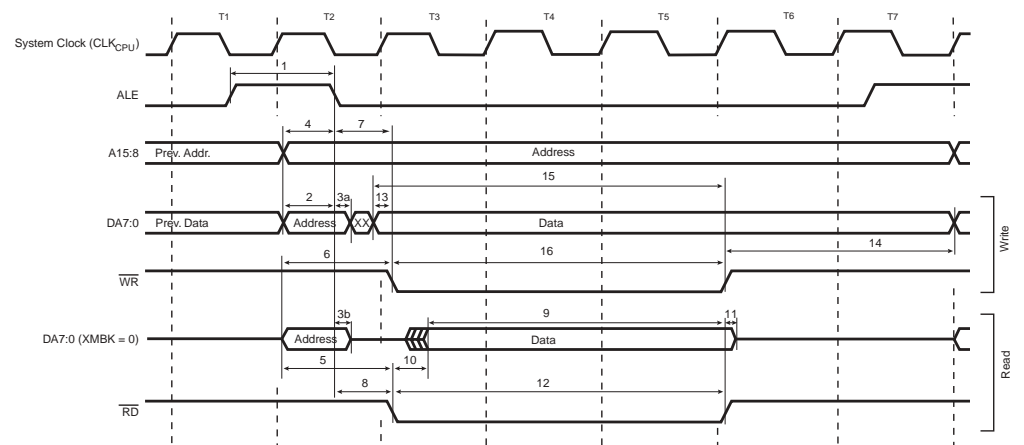 T1 T2 T3 T4 T5 T6 T7
System Clock (CLKCPU)
1
ALE
4 7
A15:8 Prev. Addr. Address
15
2 3a 13
DA7:0 Prev. Data Address XX Data
14
6 16
WR
Write
3b 9 11
DA7:0 (XMBK = 0) Address Data
5 10
8 12
RD
Read